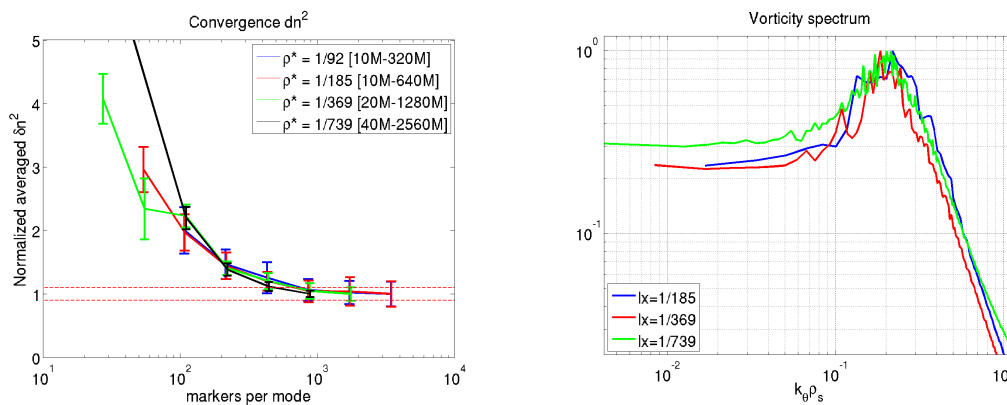 Convergence dn²
Normalized averaged δn²
5
4
3
2
1
0
ρ* = 1/92 [10M-320M]
ρ* = 1/185 [10M-640M]
ρ* = 1/369 [20M-1280M]
ρ* = 1/739 [40M-2560M]
10¹ 10² 10³ 10⁴
markers per mode
Vorticity spectrum
10⁰
10⁻¹
lx=1/185
lx=1/369
lx=1/739
10⁻² 10⁻¹ 10
k_θρ_s